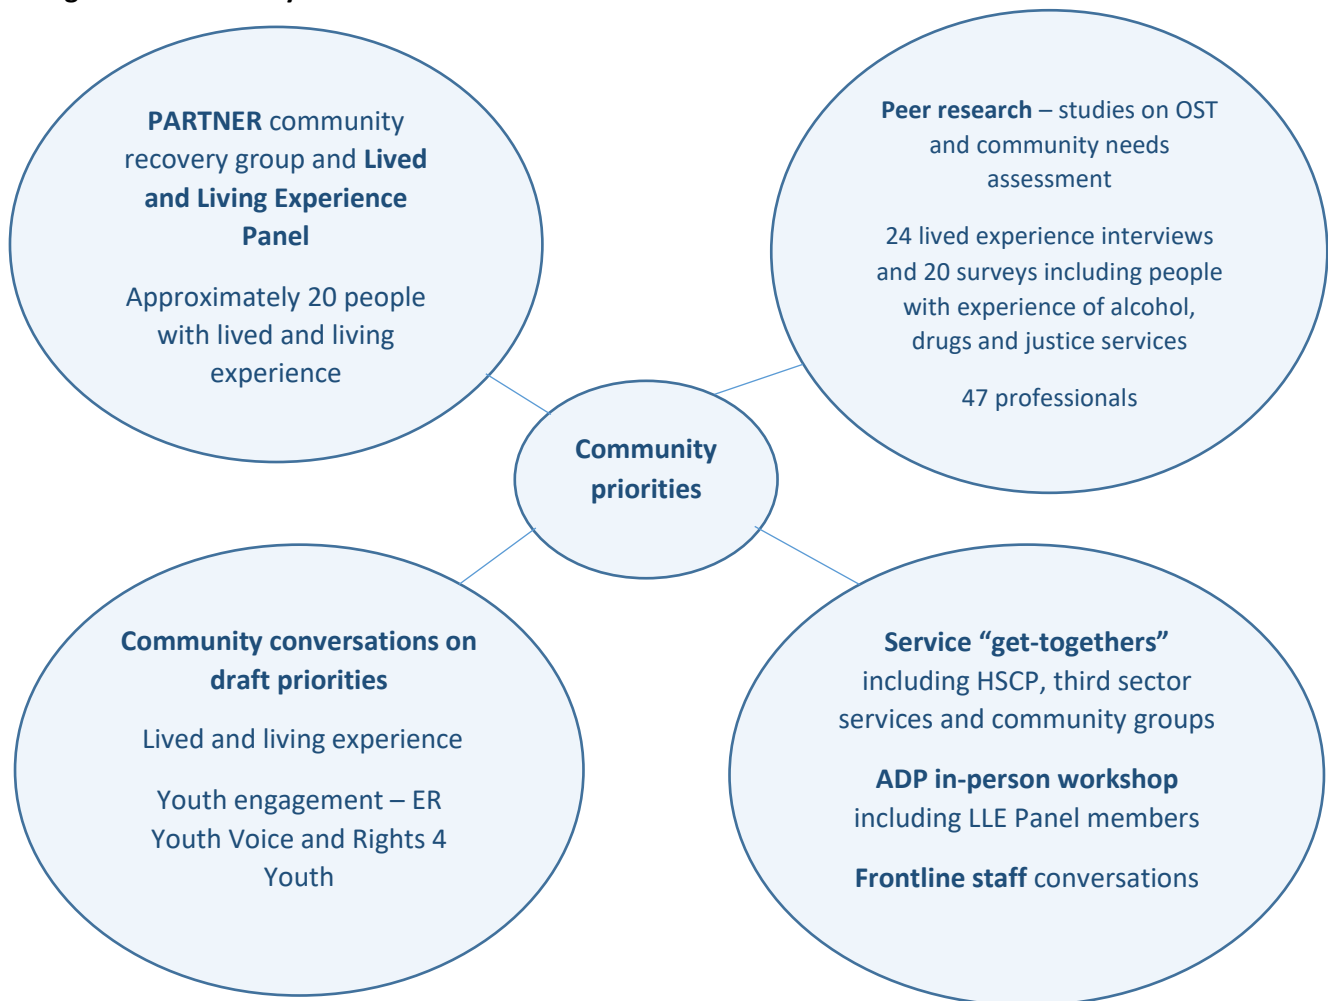 PARTNER community
recovery group and Lived
and Living Experience
Panel
Approximately 20 people
with lived and living
experience
Peer research – studies on OST
and community needs
assessment
24 lived experience interviews
and 20 surveys including people
with experience of alcohol,
drugs and justice services
47 professionals
Community
priorities
Community conversations on
draft priorities
Lived and living experience
Youth engagement – ER
Youth Voice and Rights 4
Youth
Service “get-togethers”
including HSCP, third sector
services and community groups
ADP in-person workshop
including LLE Panel members
Frontline staff conversations